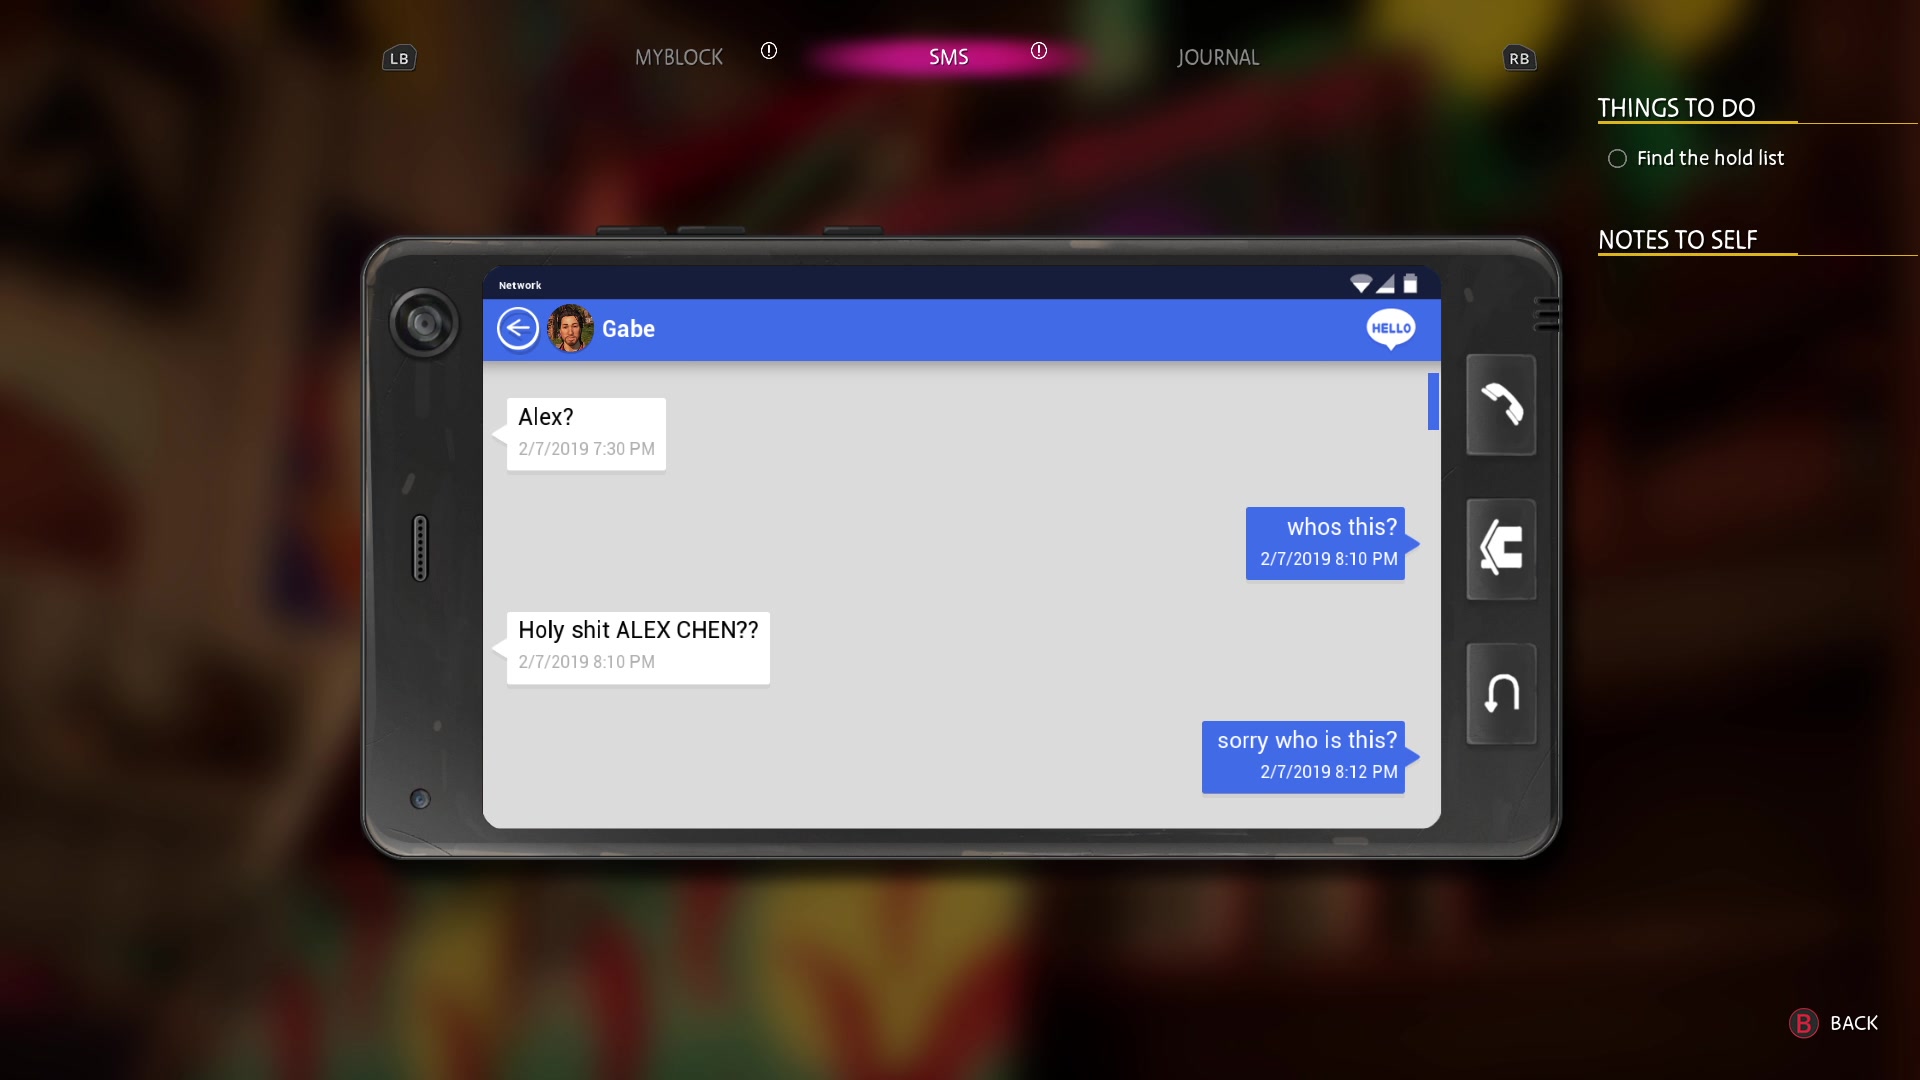 LB
MYBLOCK
SMS
JOURNAL
RB
THINGS TO DO
Find the hold list
NOTES TO SELF
Network
Gabe
HELLO
Alex?
2/7/2019 7:30 PM
whos this?
2/7/2019 8:10 PM
Holy shit ALEX CHEN??
2/7/2019 8:10 PM
sorry who is this?
2/7/2019 8:12 PM
B BACK